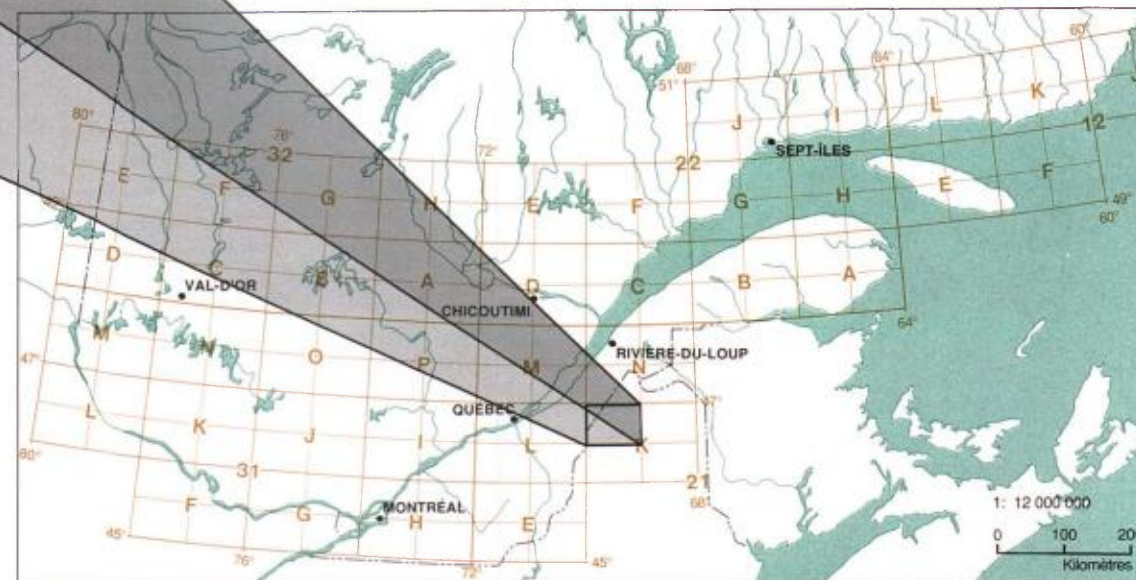 60°
68°
64°
51°
K
L
I
J
12
80°
76°
32
72°
22
SEPT-ÎLES
E
F
G
H
E
F
G
H
E
F
49°
60°
D
C
B
A
D
C
B
A
VAL-D'OR
CHICOUTIMI
64°
RIVIÈRE-DU-LOUP
M
N
O
P
M
N
47°
QUÉBEC
47°
L
K
J
I
L
K
80°
31
21
68°
1: 12 000 000
F
G
MONTRÉAL
H
E
0 100 20
Kilomètres
45°
76°
72°
45°